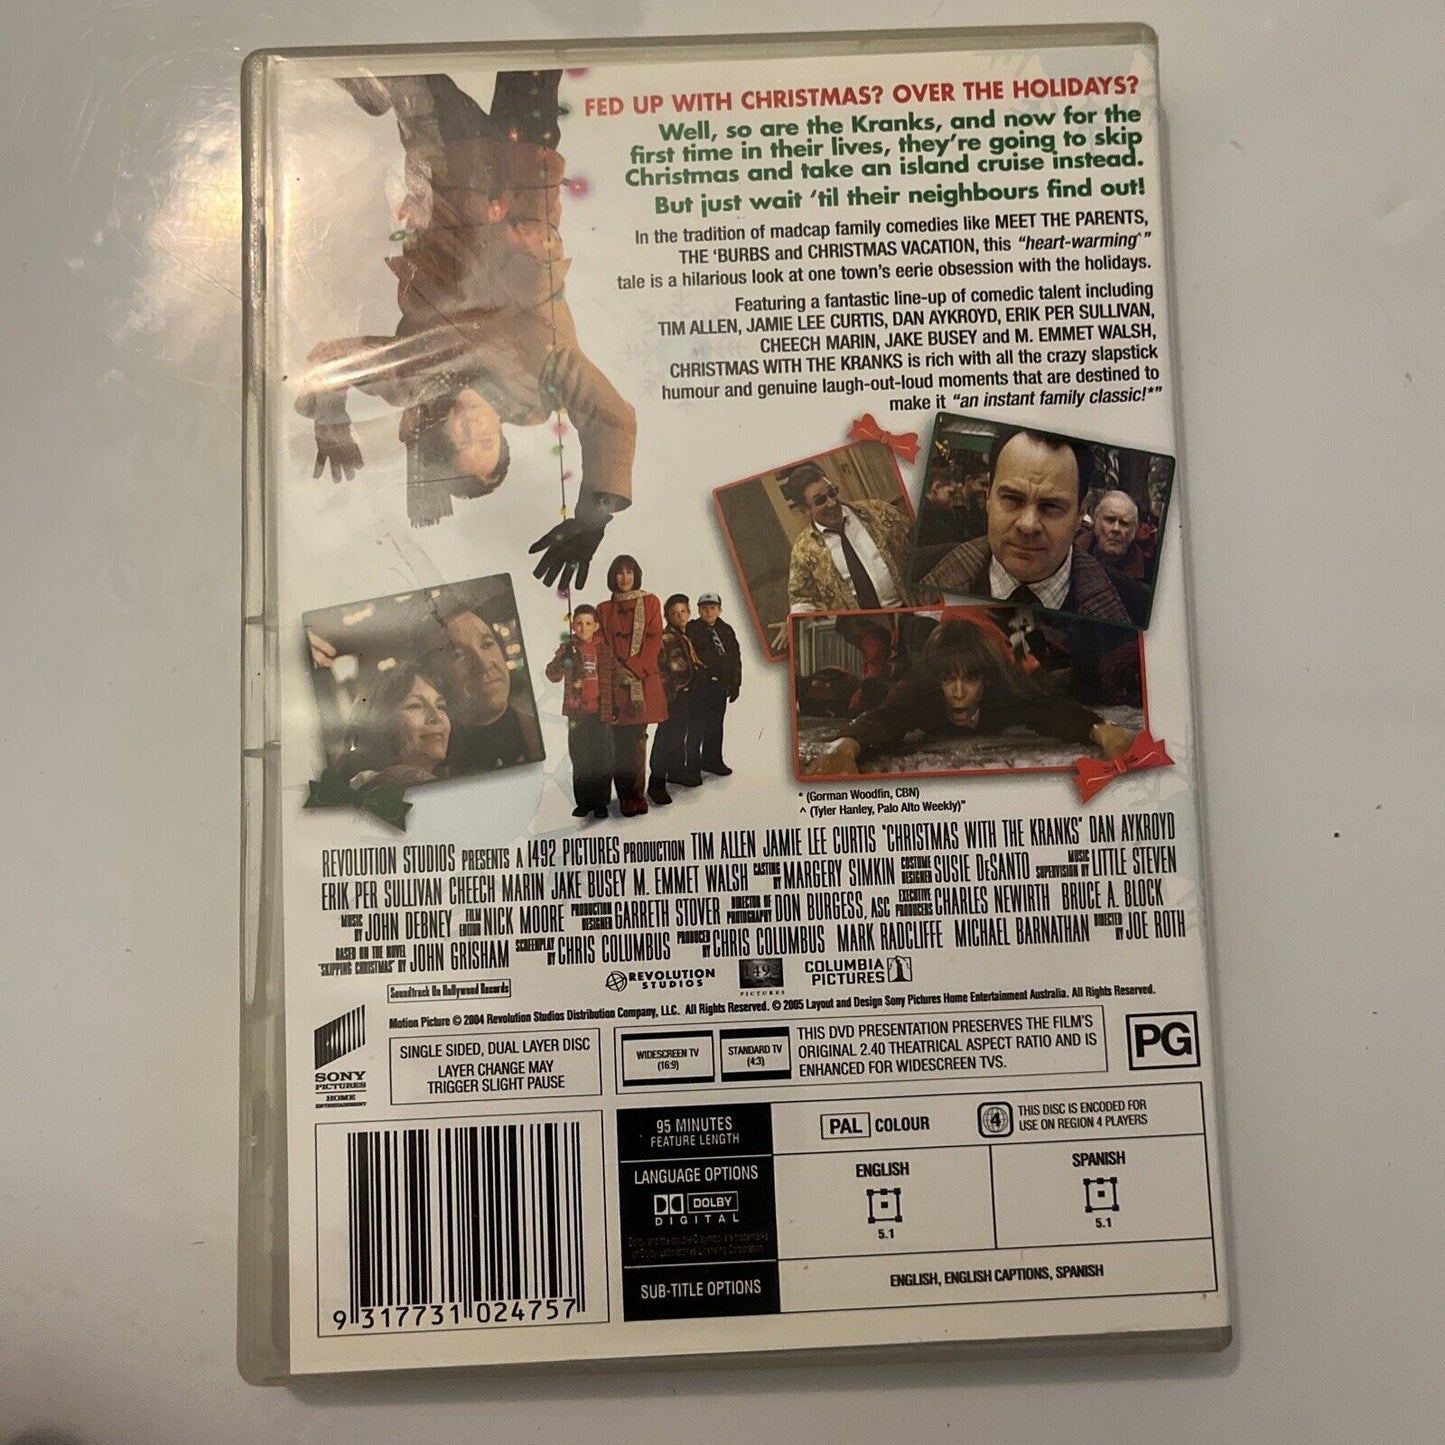 FED UP WITH CHRISTMAS? OVER THE HOLIDAYS?
Well, so are the Kranks, and now for the
first time in their lives, they're going to skip
Christmas and take an island cruise instead.
But just wait 'til their neighbours find out!
In the tradition of madcap family comedies like MEET THE PARENTS,
THE 'BURBS and CHRISTMAS VACATION, this "heart-warming^"
tale is a hilarious look at one town's eerie obsession with the holidays.
Featuring a fantastic line-up of comedic talent including
TIM ALLEN, JAMIE LEE CURTIS, DAN AYKROYD, ERIK PER SULLIVAN,
CHEECH MARIN, JAKE BUSEY and M. EMMET WALSH,
CHRISTMAS WITH THE KRANKS is rich with all the crazy slapstick
humour and genuine laugh-out-loud moments that are destined to
make it "an instant family classic!*"
* (Gorman Woodfin, CBN)
^ (Tyler Hanley, Palo Alto Weekly)"
REVOLUTION STUDIOS PRESENTS A 1492 PICTURES PRODUCTION TIM ALLEN JAMIE LEE CURTIS "CHRISTMAS WITH THE KRANKS" DAN AYKROYD
ERIK PER SULLIVAN CHEECH MARIN JAKE BUSEY M. EMMET WALSH CASTING BY MARGERY SIMKIN COSTUME DESIGNER SUSIE DeSANTO MUSIC SUPERVISION BY LITTLE STEVEN
MUSIC BY JOHN DEBNEY FILM EDITOR NICK MOORE PRODUCTION DESIGNER GARRETH STOVER DIRECTOR OF PHOTOGRAPHY DON BURGESS, ASC EXECUTIVE PRODUCERS CHARLES NEWIRTH BRUCE A. BLOCK
BASED ON THE NOVEL "SKIPPING CHRISTMAS" BY JOHN GRISHAM SCREENPLAY BY CHRIS COLUMBUS PRODUCED BY CHRIS COLUMBUS MARK RADCLIFFE MICHAEL BARNATHAN DIRECTED BY JOE ROTH
Soundtrack On Hollywood Records
REVOLUTION STUDIOS
1492 PICTURES
COLUMBIA PICTURES
Motion Picture © 2004 Revolution Studios Distribution Company, LLC. All Rights Reserved. © 2005 Layout and Design Sony Pictures Home Entertainment Australia. All Rights Reserved.
SONY
PICTURES
HOME
ENTERTAINMENT
SINGLE SIDED, DUAL LAYER DISC
LAYER CHANGE MAY
TRIGGER SLIGHT PAUSE
WIDESCREEN TV
(16:9)
STANDARD TV
(4:3)
THIS DVD PRESENTATION PRESERVES THE FILM'S
ORIGINAL 2.40 THEATRICAL ASPECT RATIO AND IS
ENHANCED FOR WIDESCREEN TVS.
PG
9 317731 024757
95 MINUTES
FEATURE LENGTH
PAL COLOUR
4
THIS DISC IS ENCODED FOR
USE ON REGION 4 PLAYERS
LANGUAGE OPTIONS
DOLBY
DIGITAL
Dolby and the double-D symbol are trademarks
of Dolby Laboratories Licensing Corporation
ENGLISH
5.1
SPANISH
5.1
SUB-TITLE OPTIONS
ENGLISH, ENGLISH CAPTIONS, SPANISH